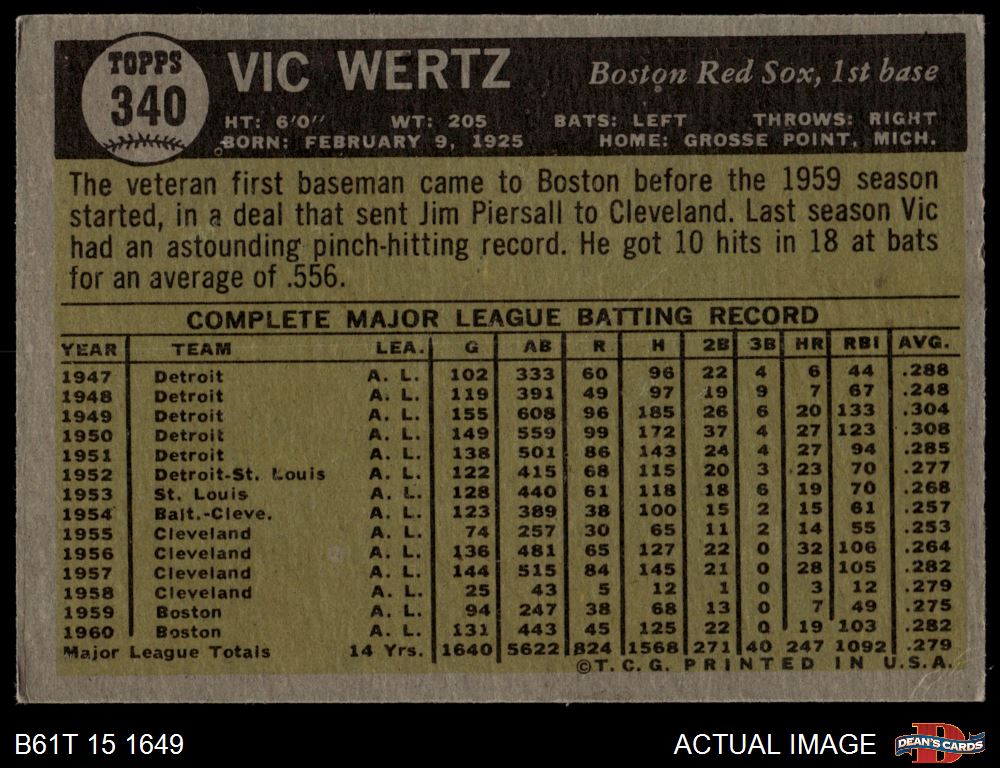 TOPPS
340
VIC WERTZ
Boston Red Sox, 1st base
HT: 6'0" WT: 205 BATS: LEFT THROWS: RIGHT
BORN: FEBRUARY 9, 1925 HOME: GROSSE POINT, MICH.
The veteran first baseman came to Boston before the 1959 season
started, in a deal that sent Jim Piersall to Cleveland. Last season Vic
had an astounding pinch-hitting record. He got 10 hits in 18 at bats
for an average of .556.
COMPLETE MAJOR LEAGUE BATTING RECORD
YEAR TEAM LEA. G AB R H 2B 3B HR RBI AVG.
1947 Detroit A. L. 102 333 60 96 22 4 6 44 .288
1948 Detroit A. L. 119 391 49 97 19 9 7 67 .248
1949 Detroit A. L. 155 608 96 185 26 6 20 133 .304
1950 Detroit A. L. 149 559 99 172 37 4 27 123 .308
1951 Detroit A. L. 138 501 86 143 24 4 27 94 .285
1952 Detroit-St. Louis A. L. 122 415 68 115 20 3 23 70 .277
1953 St. Louis A. L. 128 440 61 118 18 6 19 70 .268
1954 Balt.-Cleve. A. L. 123 389 38 100 15 2 15 61 .257
1955 Cleveland A. L. 74 257 30 65 11 2 14 55 .253
1956 Cleveland A. L. 136 481 65 127 22 0 32 106 .264
1957 Cleveland A. L. 144 515 84 145 21 0 28 105 .282
1958 Cleveland A. L. 25 43 5 12 1 0 3 12 .279
1959 Boston A. L. 94 247 38 68 13 0 7 49 .275
1960 Boston A. L. 131 443 45 125 22 0 19 103 .282
Major League Totals 14 Yrs. 1640 5622 824 1568 271 40 247 1092 .279
©T.C.G. PRINTED IN U.S.A.
B61T 15 1649
ACTUAL IMAGE
D
DEAN'S CARDS